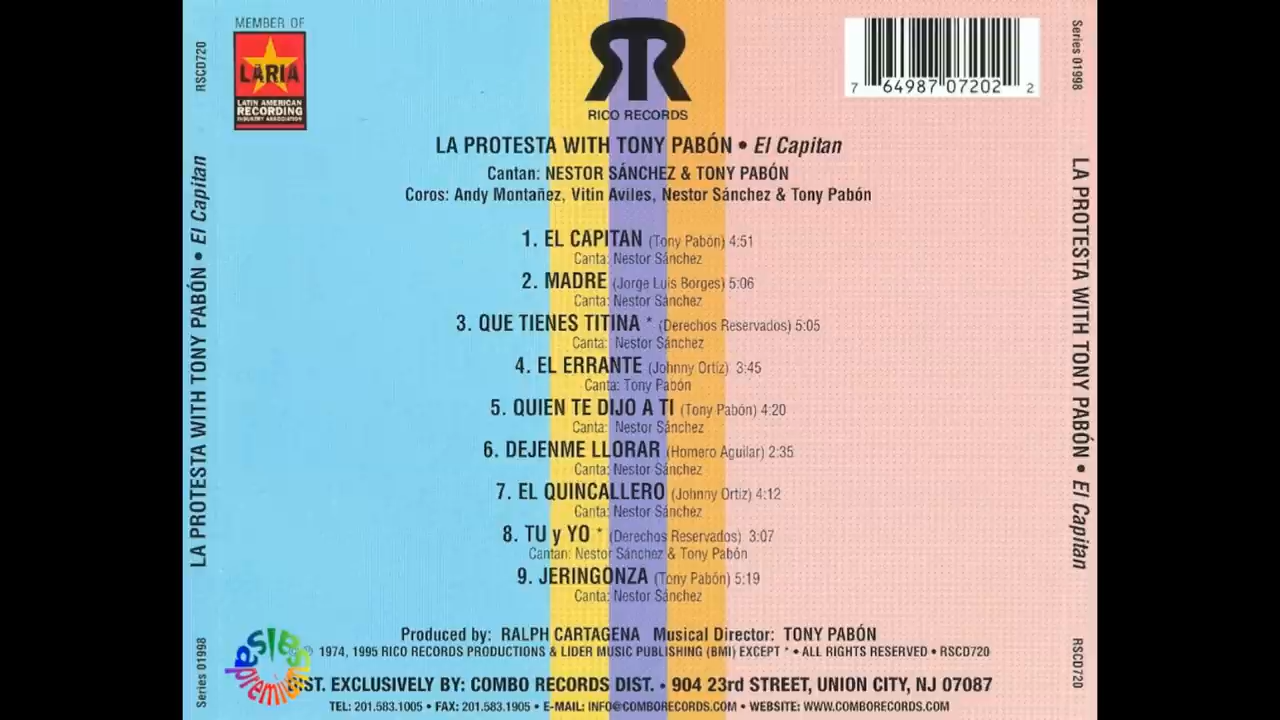 MEMBER OF
LARIA
LATIN AMERICAN
RECORDING
INDUSTRY ASSOCIATION
RSCD720
LA PROTESTA WITH TONY PABÓN • El Capitan
Series 01998
RICO RECORDS
7 64987 07202 2
Series 01998
LA PROTESTA WITH TONY PABÓN • El Capitan
RSCD720
LA PROTESTA WITH TONY PABÓN • El Capitan
Cantan: NESTOR SÁNCHEZ & TONY PABÓN
Coros: Andy Montañez, Vitin Aviles, Nestor Sánchez & Tony Pabón
1. EL CAPITAN (Tony Pabón) 4:51
Canta: Nestor Sánchez
2. MADRE (Jorge Luis Borges) 5:06
Canta: Nestor Sánchez
3. QUE TIENES TITINA * (Derechos Reservados) 5:05
Canta: Nestor Sánchez
4. EL ERRANTE (Johnny Ortíz) 3:45
Canta: Tony Pabón
5. QUIEN TE DIJO A TI (Tony Pabón) 4:20
Canta: Nestor Sánchez
6. DEJENME LLORAR (Homero Aguilar) 2:35
Canta: Nestor Sánchez
7. EL QUINCALLERO (Johnny Ortiz) 4:12
Canta: Nestor Sánchez
8. TU y YO * (Derechos Reservados) 3:07
Cantan: Nestor Sánchez & Tony Pabón
9. JERINGONZA (Tony Pabón) 5:19
Canta: Nestor Sánchez
Produced by: RALPH CARTAGENA Musical Director: TONY PABÓN
℗ 1974, 1995 RICO RECORDS PRODUCTIONS & LIDER MUSIC PUBLISHING (BMI) EXCEPT * • ALL RIGHTS RESERVED • RSCD720
EXCLUSIVELY BY: COMBO RECORDS DIST. • 904 23rd STREET, UNION CITY, NJ 07087
TEL: 201.583.1005 • FAX: 201.583.1905 • E-MAIL: INFO@COMBORECORDS.COM • WEBSITE: WWW.COMBORECORDS.COM
salsa premium